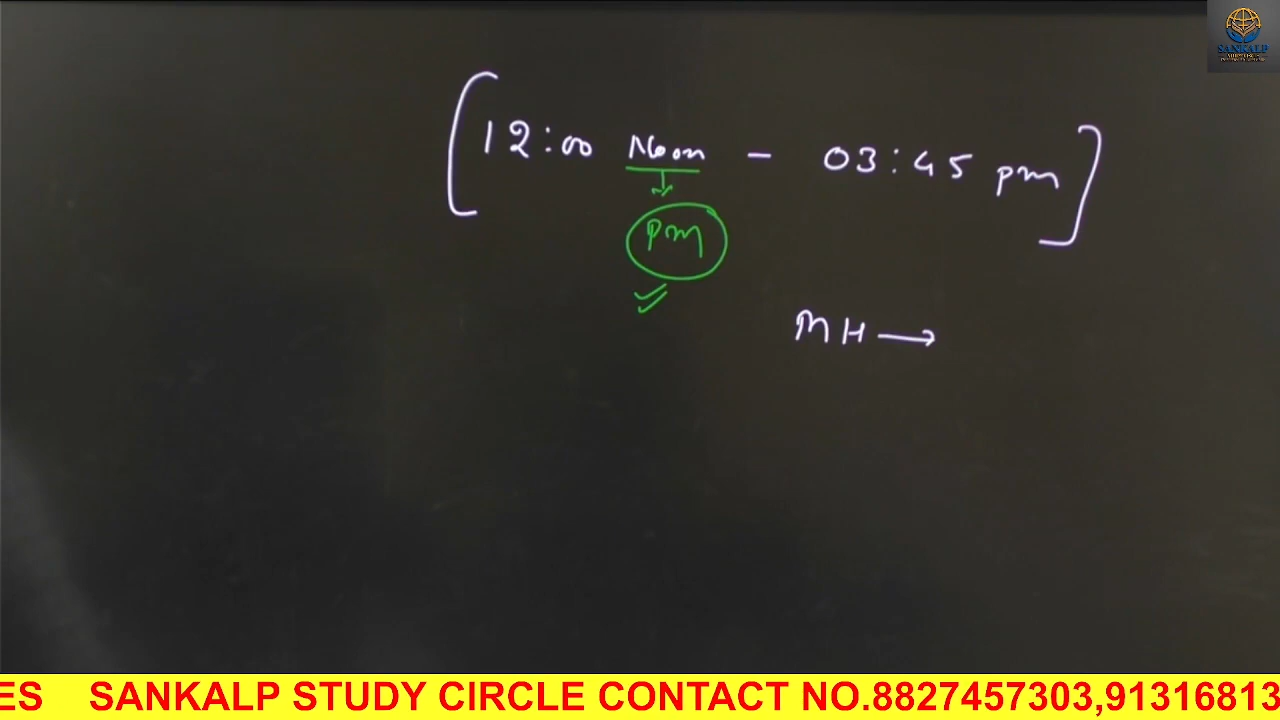 SANKALP
[12:00 Noon - 03:45 pm]
pm
MH →
ES SANKALP STUDY CIRCLE CONTACT NO.8827457303,91316813